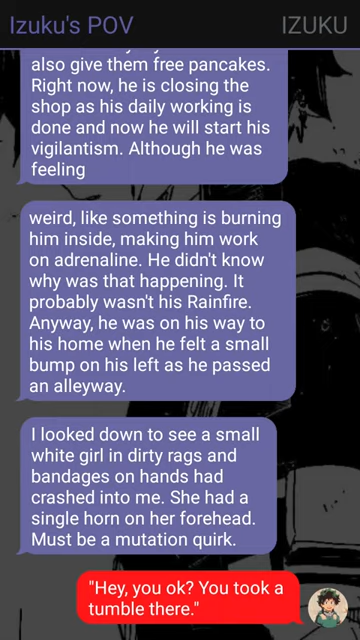 Izuku's POV
IZUKU
also give them free pancakes.
Right now, he is closing the
shop as his daily working is
done and now he will start his
vigilantism. Although he was
feeling
weird, like something is burning
him inside, making him work
on adrenaline. He didn't know
why was that happening. It
probably wasn't his Rainfire.
Anyway, he was on his way to
his home when he felt a small
bump on his left as he passed
an alleyway.
I looked down to see a small
white girl in dirty rags and
bandages on hands had
crashed into me. She had a
single horn on her forehead.
Must be a mutation quirk.
"Hey, you ok? You took a
tumble there."